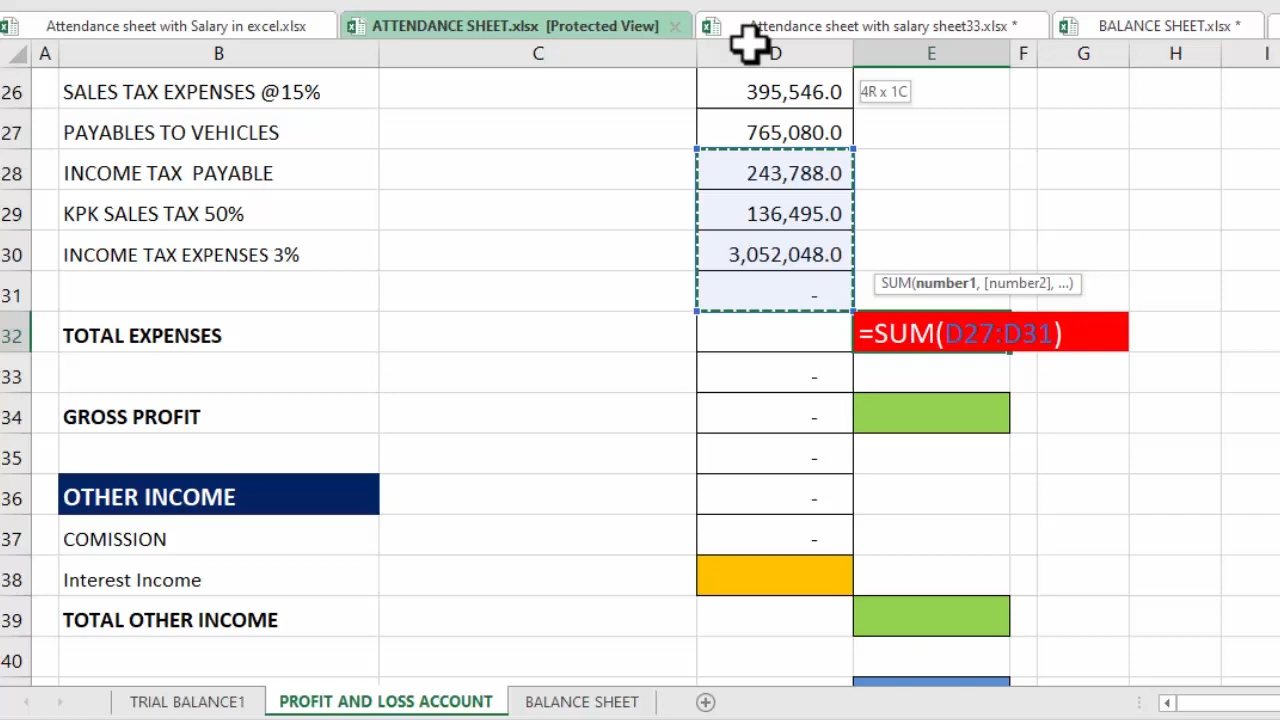 Attendance sheet with Salary in excel.xlsx
ATTENDANCE SHEET.xlsx [Protected View]
Attendance sheet with salary sheet33.xlsx *
BALANCE SHEET.xlsx *
A B C D E F G H I
26 SALES TAX EXPENSES @15% 395,546.0 4R x 1C
27 PAYABLES TO VEHICLES 765,080.0
28 INCOME TAX PAYABLE 243,788.0
29 KPK SALES TAX 50% 136,495.0
30 INCOME TAX EXPENSES 3% 3,052,048.0
31 - SUM(number1, [number2], ...)
32 TOTAL EXPENSES =SUM(D27:D31)
33 -
34 GROSS PROFIT -
35 -
36 OTHER INCOME -
37 COMISSION -
38 Interest Income
39 TOTAL OTHER INCOME
40
TRIAL BALANCE1 PROFIT AND LOSS ACCOUNT BALANCE SHEET